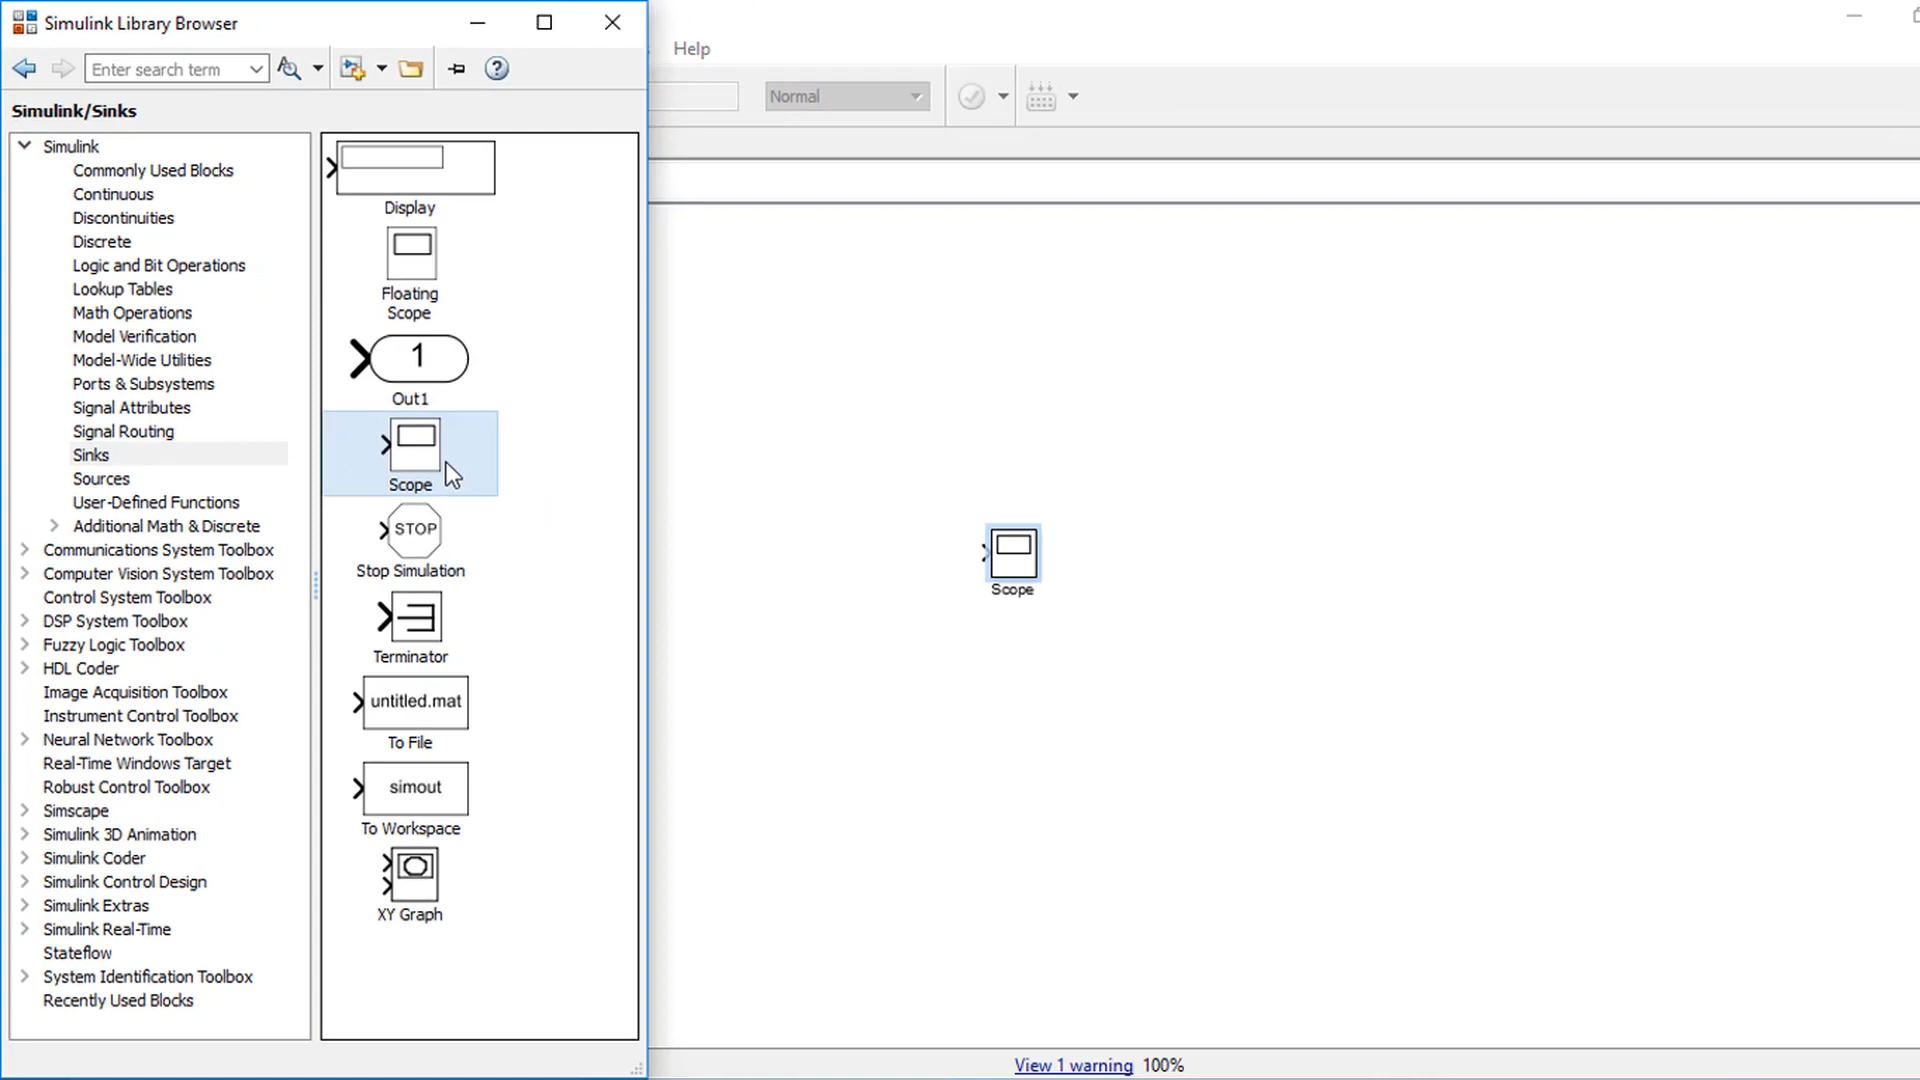 Simulink Library Browser
Help
Enter search term
Normal
Simulink/Sinks
Simulink
Commonly Used Blocks
Continuous
Discontinuities
Discrete
Logic and Bit Operations
Lookup Tables
Math Operations
Model Verification
Model-Wide Utilities
Ports & Subsystems
Signal Attributes
Signal Routing
Sinks
Sources
User-Defined Functions
Additional Math & Discrete
Communications System Toolbox
Computer Vision System Toolbox
Control System Toolbox
DSP System Toolbox
Fuzzy Logic Toolbox
HDL Coder
Image Acquisition Toolbox
Instrument Control Toolbox
Neural Network Toolbox
Real-Time Windows Target
Robust Control Toolbox
Simscape
Simulink 3D Animation
Simulink Coder
Simulink Control Design
Simulink Extras
Simulink Real-Time
Stateflow
System Identification Toolbox
Recently Used Blocks
Display
Floating
Scope
1
Out1
Scope
STOP
Stop Simulation
Terminator
untitled.mat
To File
simout
To Workspace
XY Graph
Scope
View 1 warning 100%